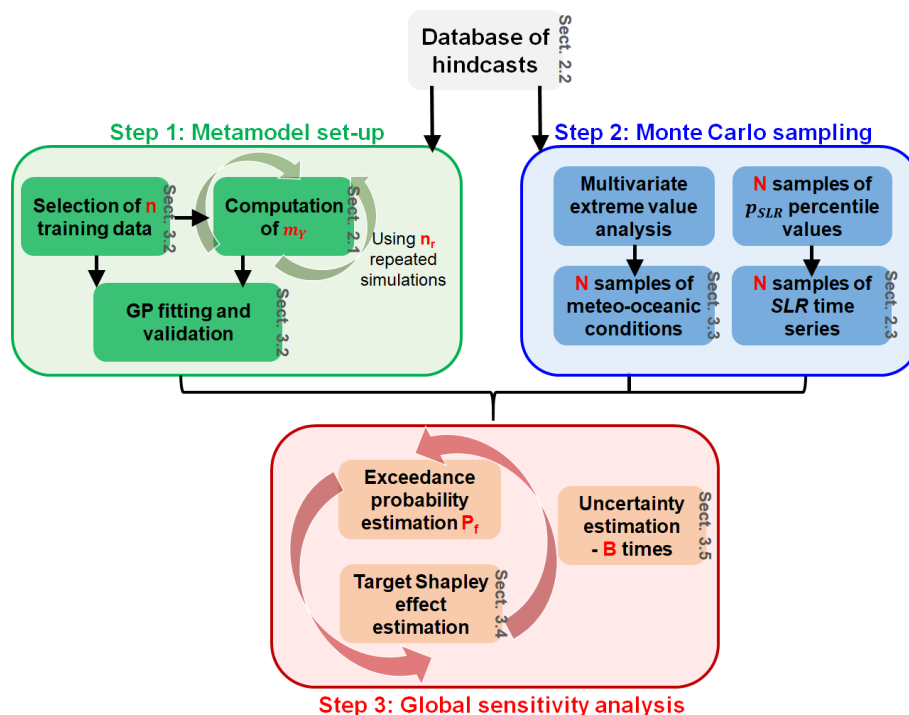 Database of
hindcasts
Sect. 2.2
Step 1: Metamodel set-up
Step 2: Monte Carlo sampling
Selection of n
training data
Sect. 3.2
Computation
of m_Y
Sect. 2.1
Using n_r
repeated
simulations
GP fitting and
validation
Sect. 3.2
Multivariate
extreme value
analysis
N samples of
p_SLR percentile
values
N samples of
meteo-oceanic
conditions
Sect. 3.3
N samples of
SLR time
series
Sect. 2.3
Exceedance
probability
estimation P_f
Uncertainty
estimation
- B times
Sect. 3.5
Target Shapley
effect
estimation
Sect. 3.4
Step 3: Global sensitivity analysis